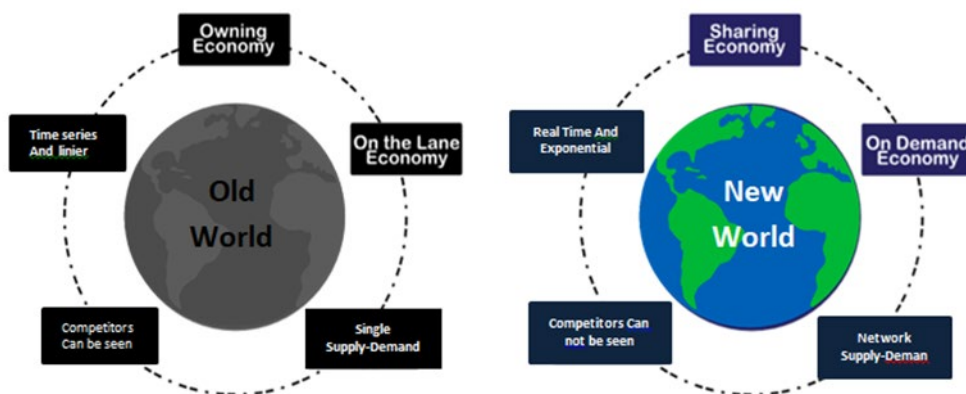 Owning
Economy
Time series
And linier
On the Lane
Economy
Old
World
Competitors
Can be seen
Single
Supply-Demand
Sharing
Economy
Real Time And
Exponential
On Demand
Economy
New
World
Competitors Can
not be seen
Network
Supply-Deman